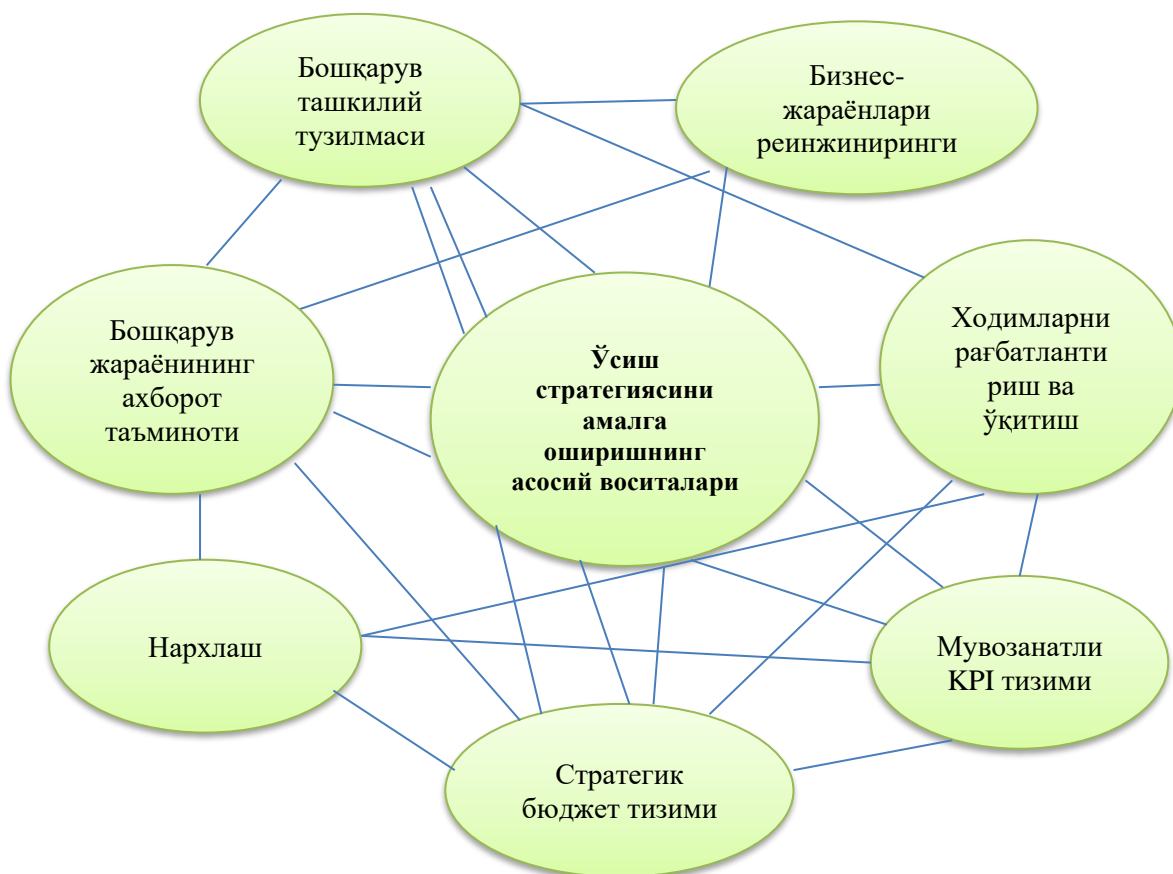 Бошқарув
ташкилий
тузилмаси
Бизнес-
жараёнлари
реинжиниринги
Бошқарув
жараёнининг
ахборот
таъминоти
Ўсиш
стратегиясини
амалга
оширишнинг
асосий воситалари
Ходимларни
рағбатланти
риш ва
ўқитиш
Нархлаш
Мувозанатли
KPI тизими
Стратегик
бюджет тизими